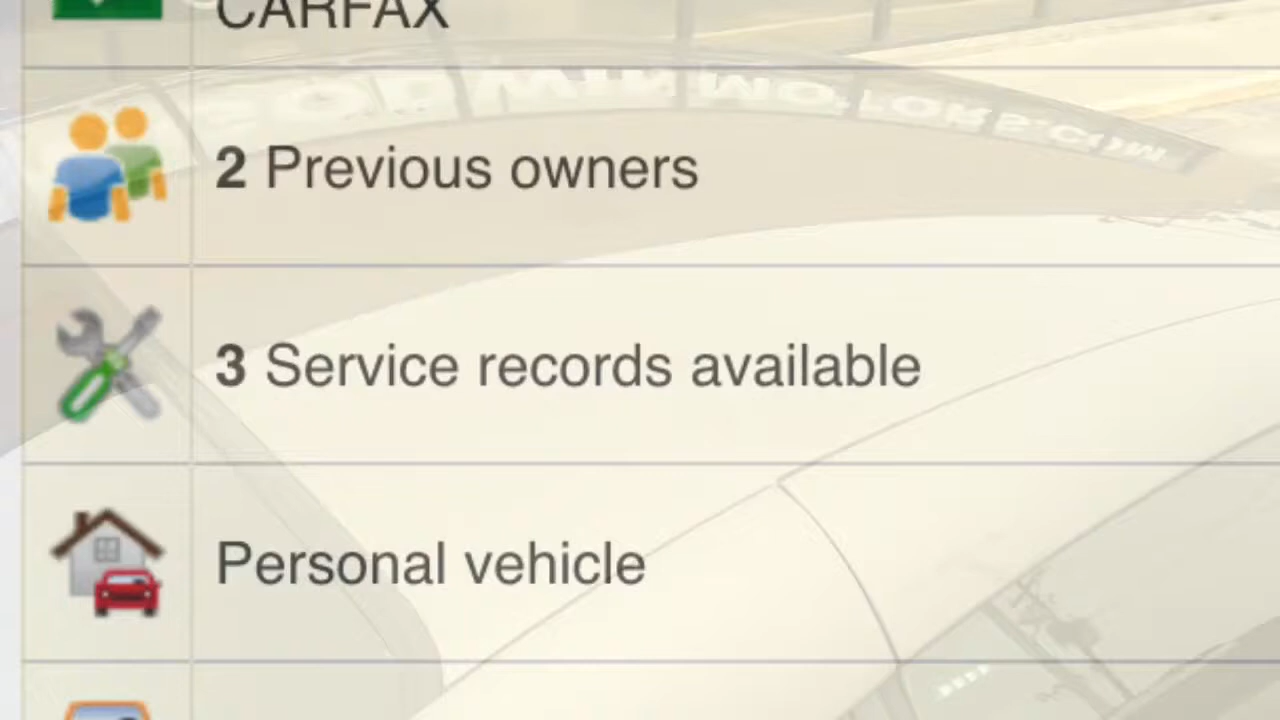 CARFAX
2 Previous owners
3 Service records available
Personal vehicle